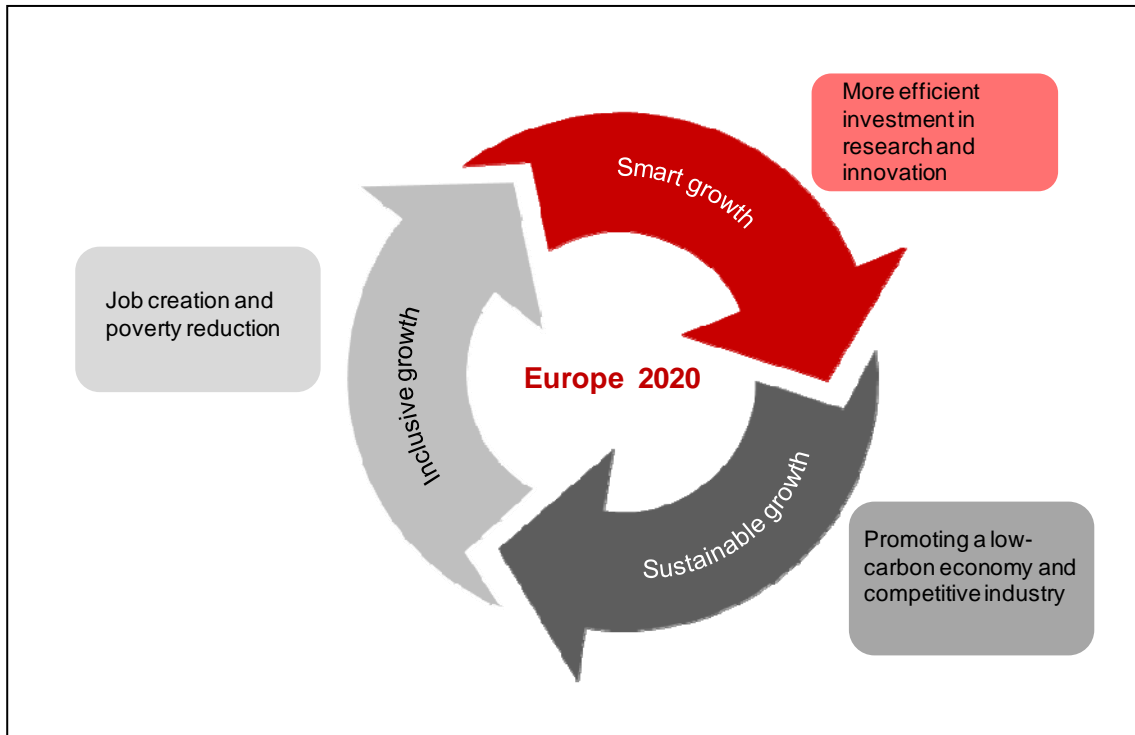 More efficient
investment in
research and
innovation
Smart growth
Job creation and
poverty reduction
Inclusive growth
Europe 2020
Sustainable growth
Promoting a low-
carbon economy and
competitive industry